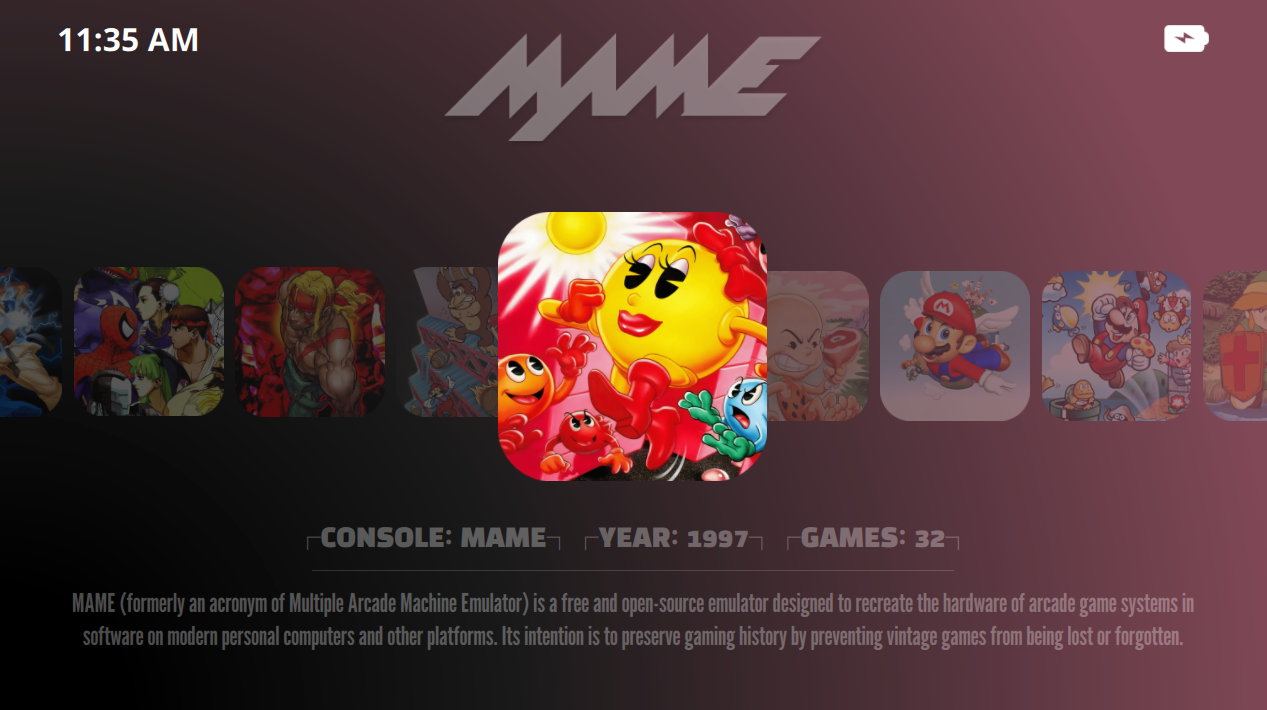 11:35 AM
MAME
CONSOLE: MAME YEAR: 1997 GAMES: 32
MAME (formerly an acronym of Multiple Arcade Machine Emulator) is a free and open-source emulator designed to recreate the hardware of arcade game systems in
software on modern personal computers and other platforms. Its intention is to preserve gaming history by preventing vintage games from being lost or forgotten.